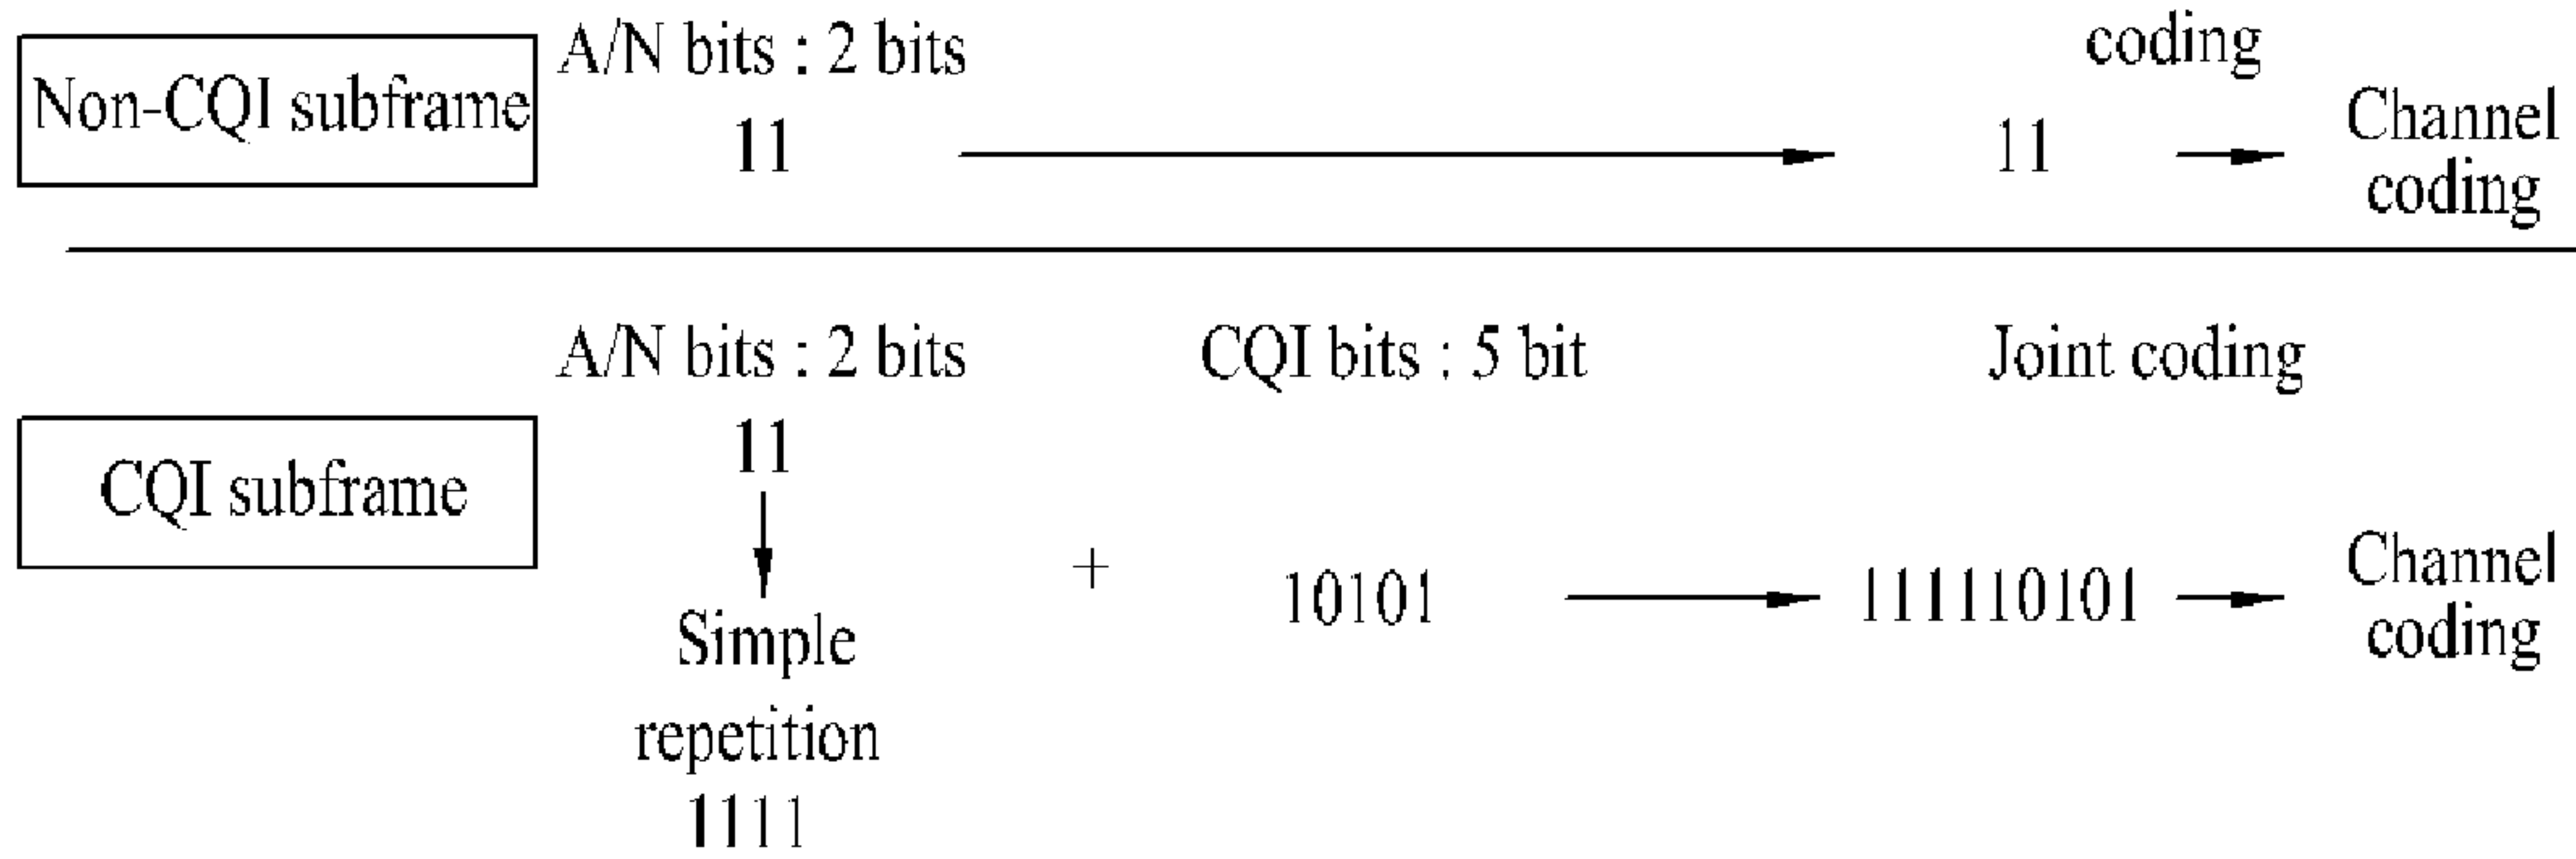 Non-CQI subframe
A/N bits : 2 bits
11
coding
11
Channel
coding
A/N bits : 2 bits
CQI bits : 5 bit
Joint coding
CQI subframe
11
Simple
repetition
1111
+
10101
111110101
Channel
coding